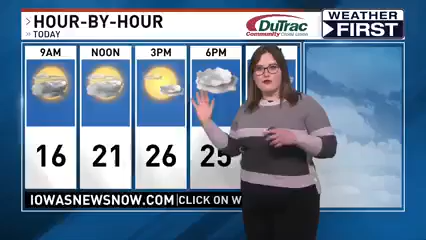 HOUR-BY-HOUR
TODAY
DuTrac
Community Credit Union
WEATHER
FIRST
9AM NOON 3PM 6PM
16 21 26 25
IOWASNEWSNOW.COM CLICK ON W